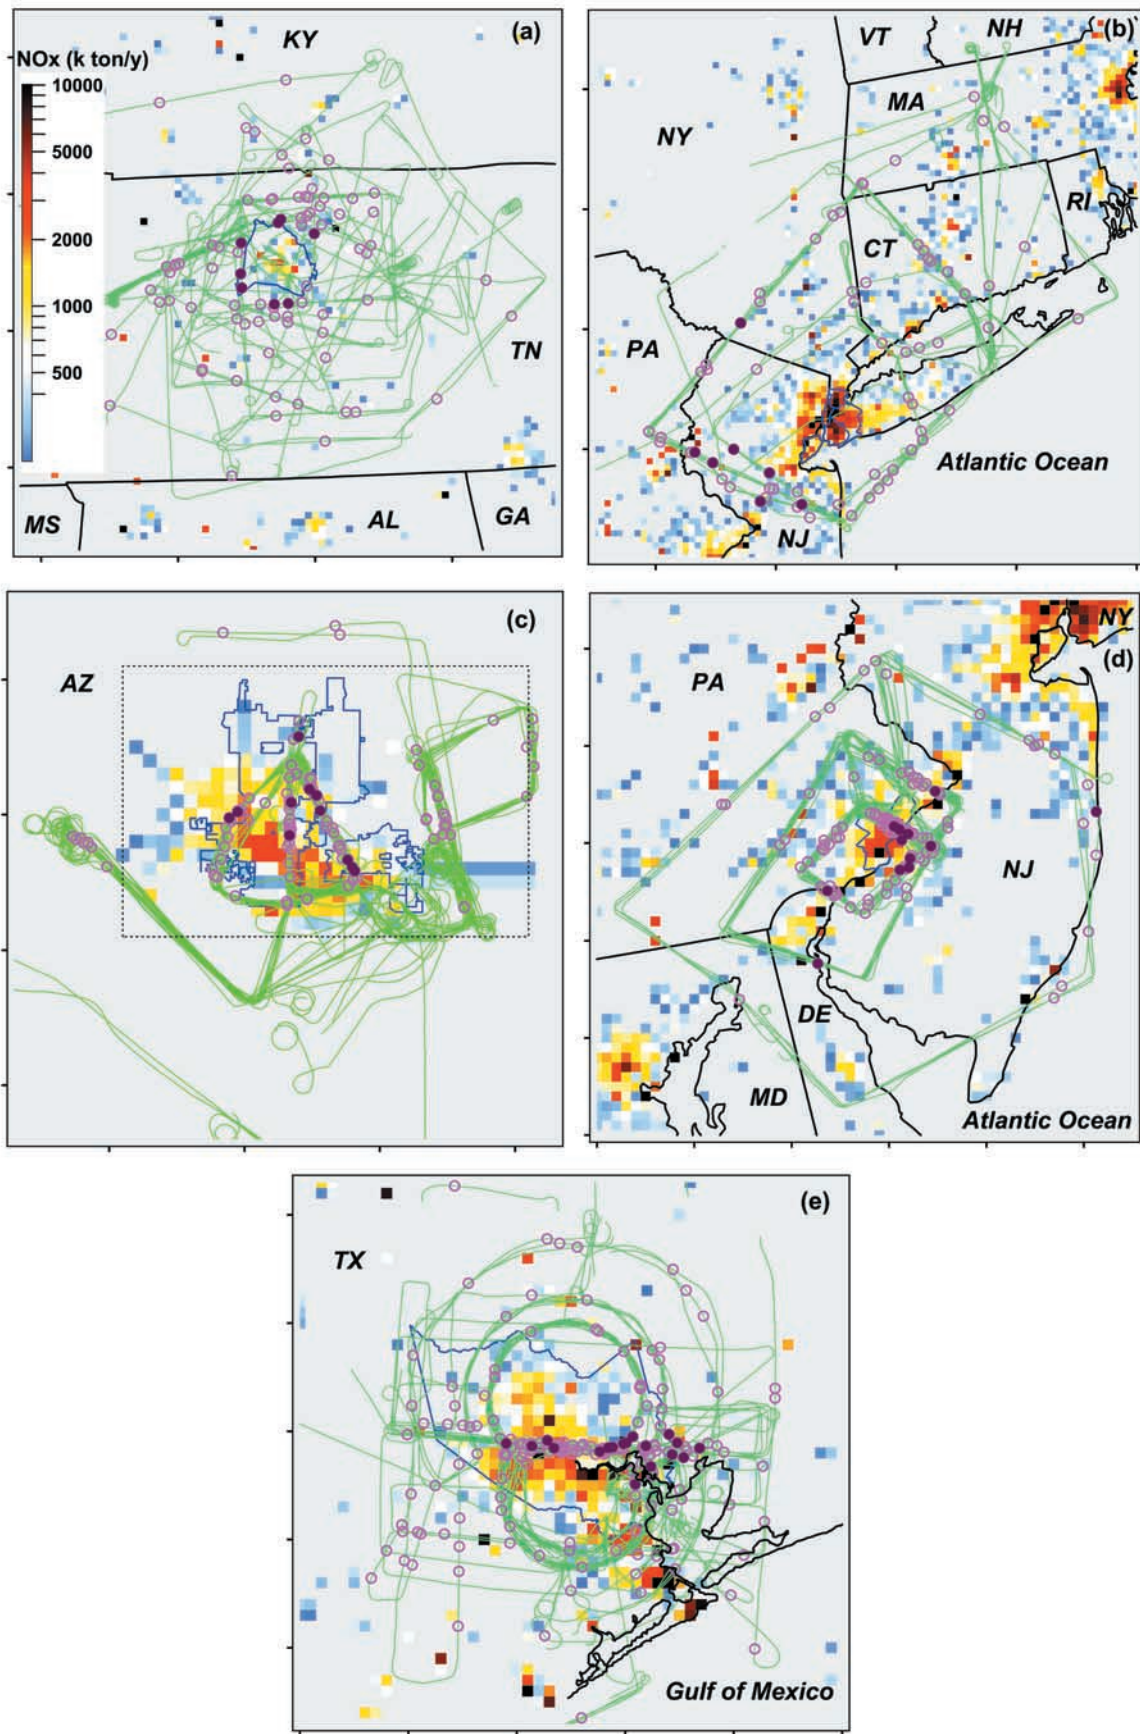 (a)
KY
NOx (k ton/y)
10000
5000
2000
1000
500
TN
MS
AL
GA
(b)
VT
NH
MA
NY
RI
CT
PA
Atlantic Ocean
NJ
(c)
AZ
NY
(d)
PA
NJ
DE
MD
Atlantic Ocean
(e)
TX
Gulf of Mexico